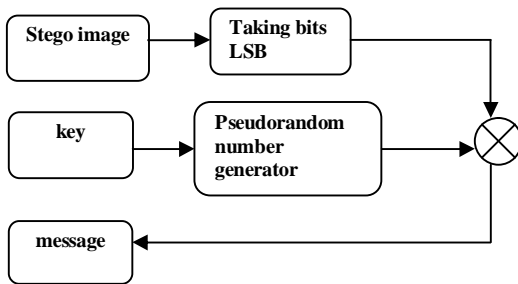 Stego image
Taking bits
LSB
key
Pseudorandom
number
generator
message